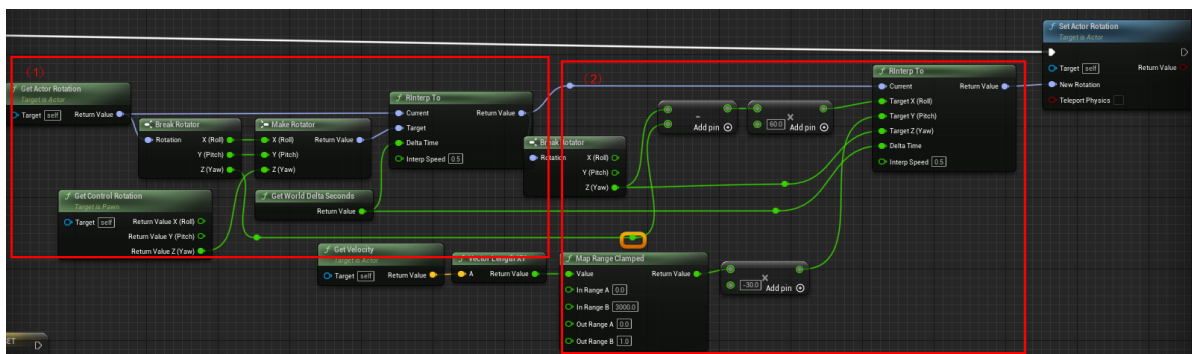 (1)
(2)
Set Actor Rotation
Target is Actor
Target self
Return Value
New Rotation
Teleport Physics
Get Actor Rotation
Target is Actor
Target self
Return Value
Break Rotator
Rotation
X (Roll)
Y (Pitch)
Z (Yaw)
Make Rotator
X (Roll)
Return Value
Y (Pitch)
Z (Yaw)
RInterp To
Current
Return Value
Target
Delta Time
Interp Speed 0.5
Get Control Rotation
Target is Pawn
Target self
Return Value X (Roll)
Return Value Y (Pitch)
Return Value Z (Yaw)
Get World Delta Seconds
Return Value
Break Rotator
Rotation
X (Roll)
Y (Pitch)
Z (Yaw)
-
Add pin
×
60.0
Add pin
RInterp To
Current
Return Value
Target X (Roll)
Target Y (Pitch)
Target Z (Yaw)
Delta Time
Interp Speed 0.5
Get Velocity
Target is Actor
Target self
Return Value
Vector Length XY
A
Return Value
Map Range Clamped
Value
Return Value
In Range A 0.0
In Range B 3000.0
Out Range A 0.0
Out Range B 1.0
×
-30.0
Add pin
ET